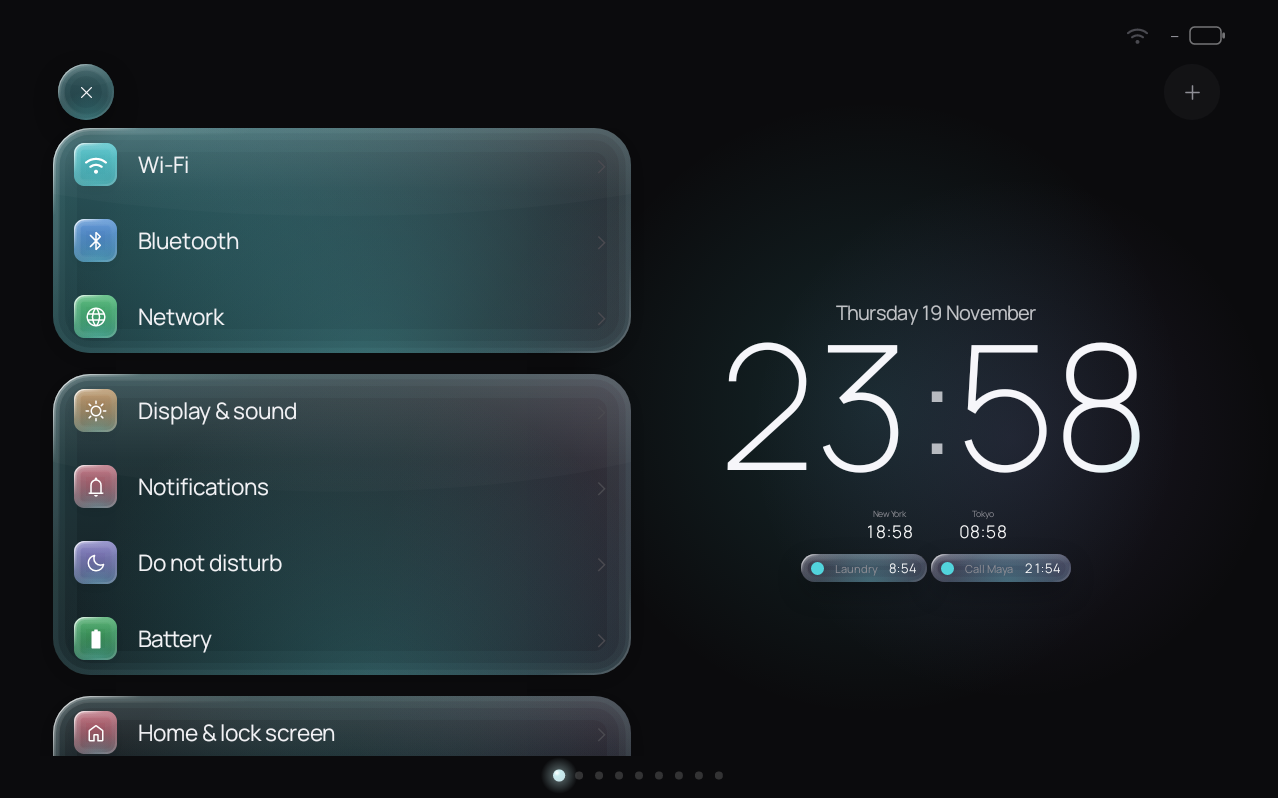 Wi-Fi
Bluetooth
Network
Display & sound
Notifications
Do not disturb
Battery
Home & lock screen
–
Thursday 19 November
23:58
New York Tokyo
18:58 08:58
Laundry 8:54 Call Maya 21:54